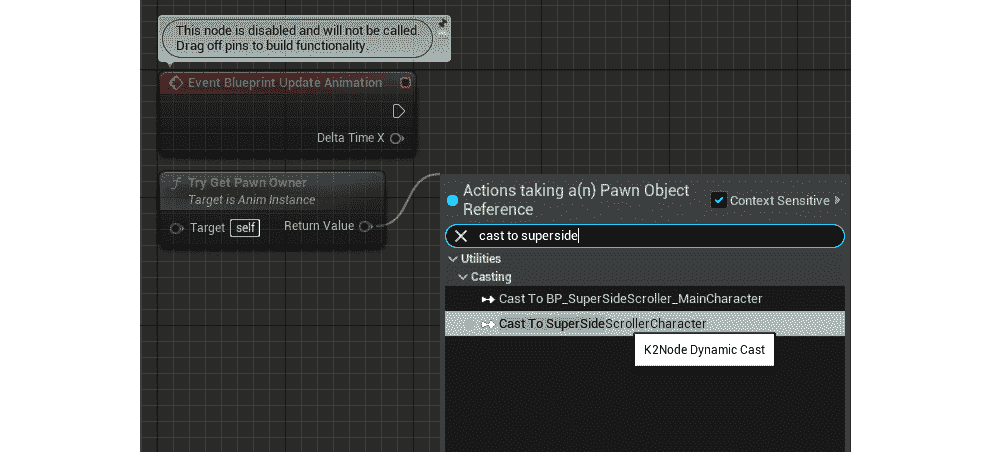 This node is disabled and will not be called.
Drag off pins to build functionality.
Event Blueprint Update Animation
Delta Time X
Try Get Pawn Owner
Target is Anim Instance
Target self Return Value
Actions taking a(n) Pawn Object
Reference
Context Sensitive
cast to superside
Utilities
Casting
Cast To BP_SuperSideScroller_MainCharacter
Cast To SuperSideScrollerCharacter
K2Node Dynamic Cast